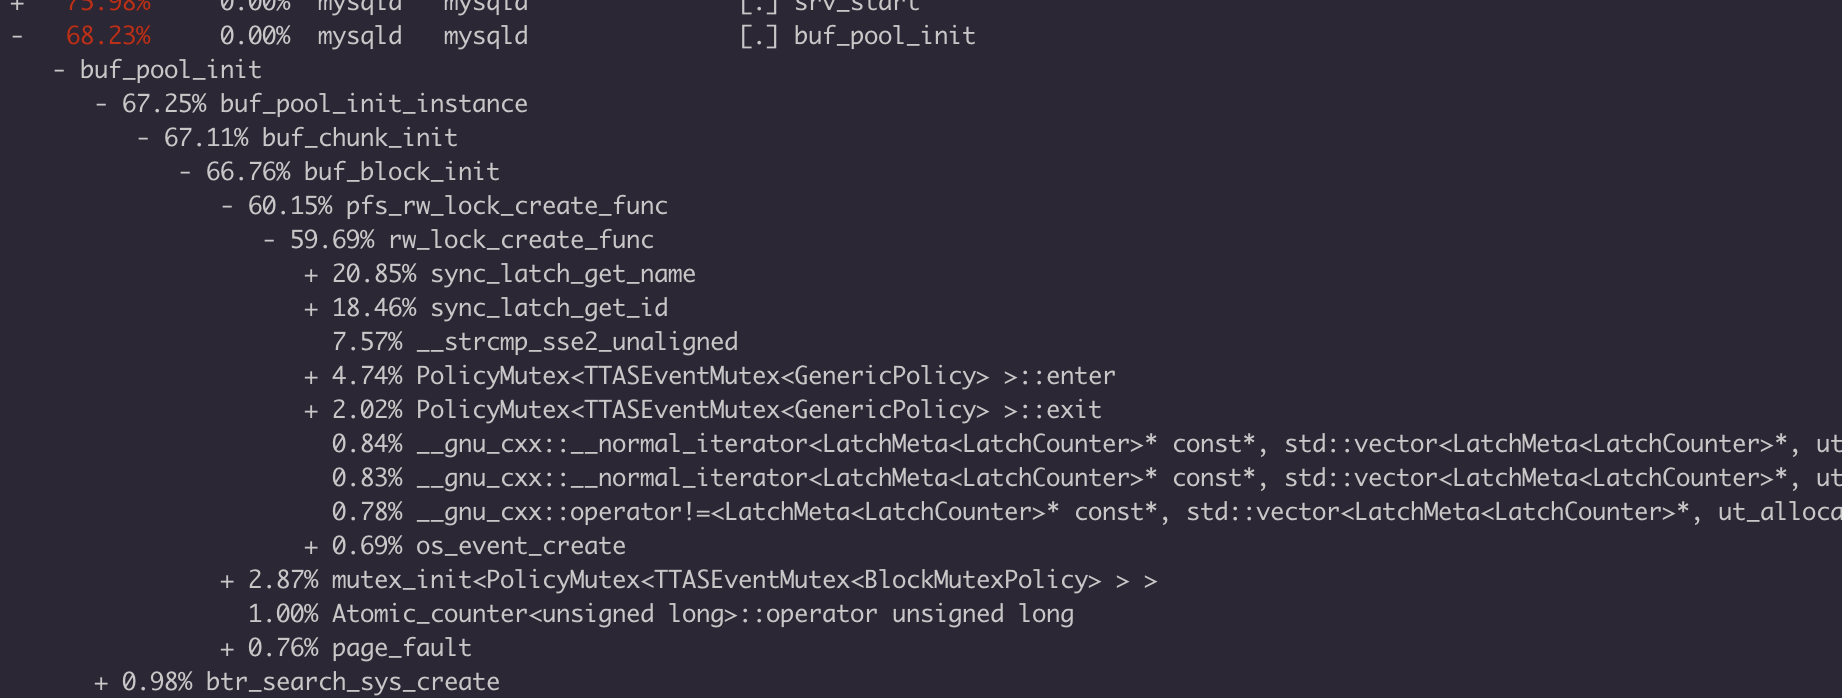 + 75.98% 0.00% mysqld mysqld [.] srv_start
- 68.23% 0.00% mysqld mysqld [.] buf_pool_init
- buf_pool_init
- 67.25% buf_pool_init_instance
- 67.11% buf_chunk_init
- 66.76% buf_block_init
- 60.15% pfs_rw_lock_create_func
- 59.69% rw_lock_create_func
+ 20.85% sync_latch_get_name
+ 18.46% sync_latch_get_id
7.57% __strcmp_sse2_unaligned
+ 4.74% PolicyMutex<TTASEventMutex<GenericPolicy> >::enter
+ 2.02% PolicyMutex<TTASEventMutex<GenericPolicy> >::exit
0.84% __gnu_cxx::__normal_iterator<LatchMeta<LatchCounter>* const*, std::vector<LatchMeta<LatchCounter>*, ut
0.83% __gnu_cxx::__normal_iterator<LatchMeta<LatchCounter>* const*, std::vector<LatchMeta<LatchCounter>*, ut
0.78% __gnu_cxx::operator!=<LatchMeta<LatchCounter>* const*, std::vector<LatchMeta<LatchCounter>*, ut_alloca
+ 0.69% os_event_create
+ 2.87% mutex_init<PolicyMutex<TTASEventMutex<BlockMutexPolicy> > >
1.00% Atomic_counter<unsigned long>::operator unsigned long
+ 0.76% page_fault
+ 0.98% btr_search_sys_create